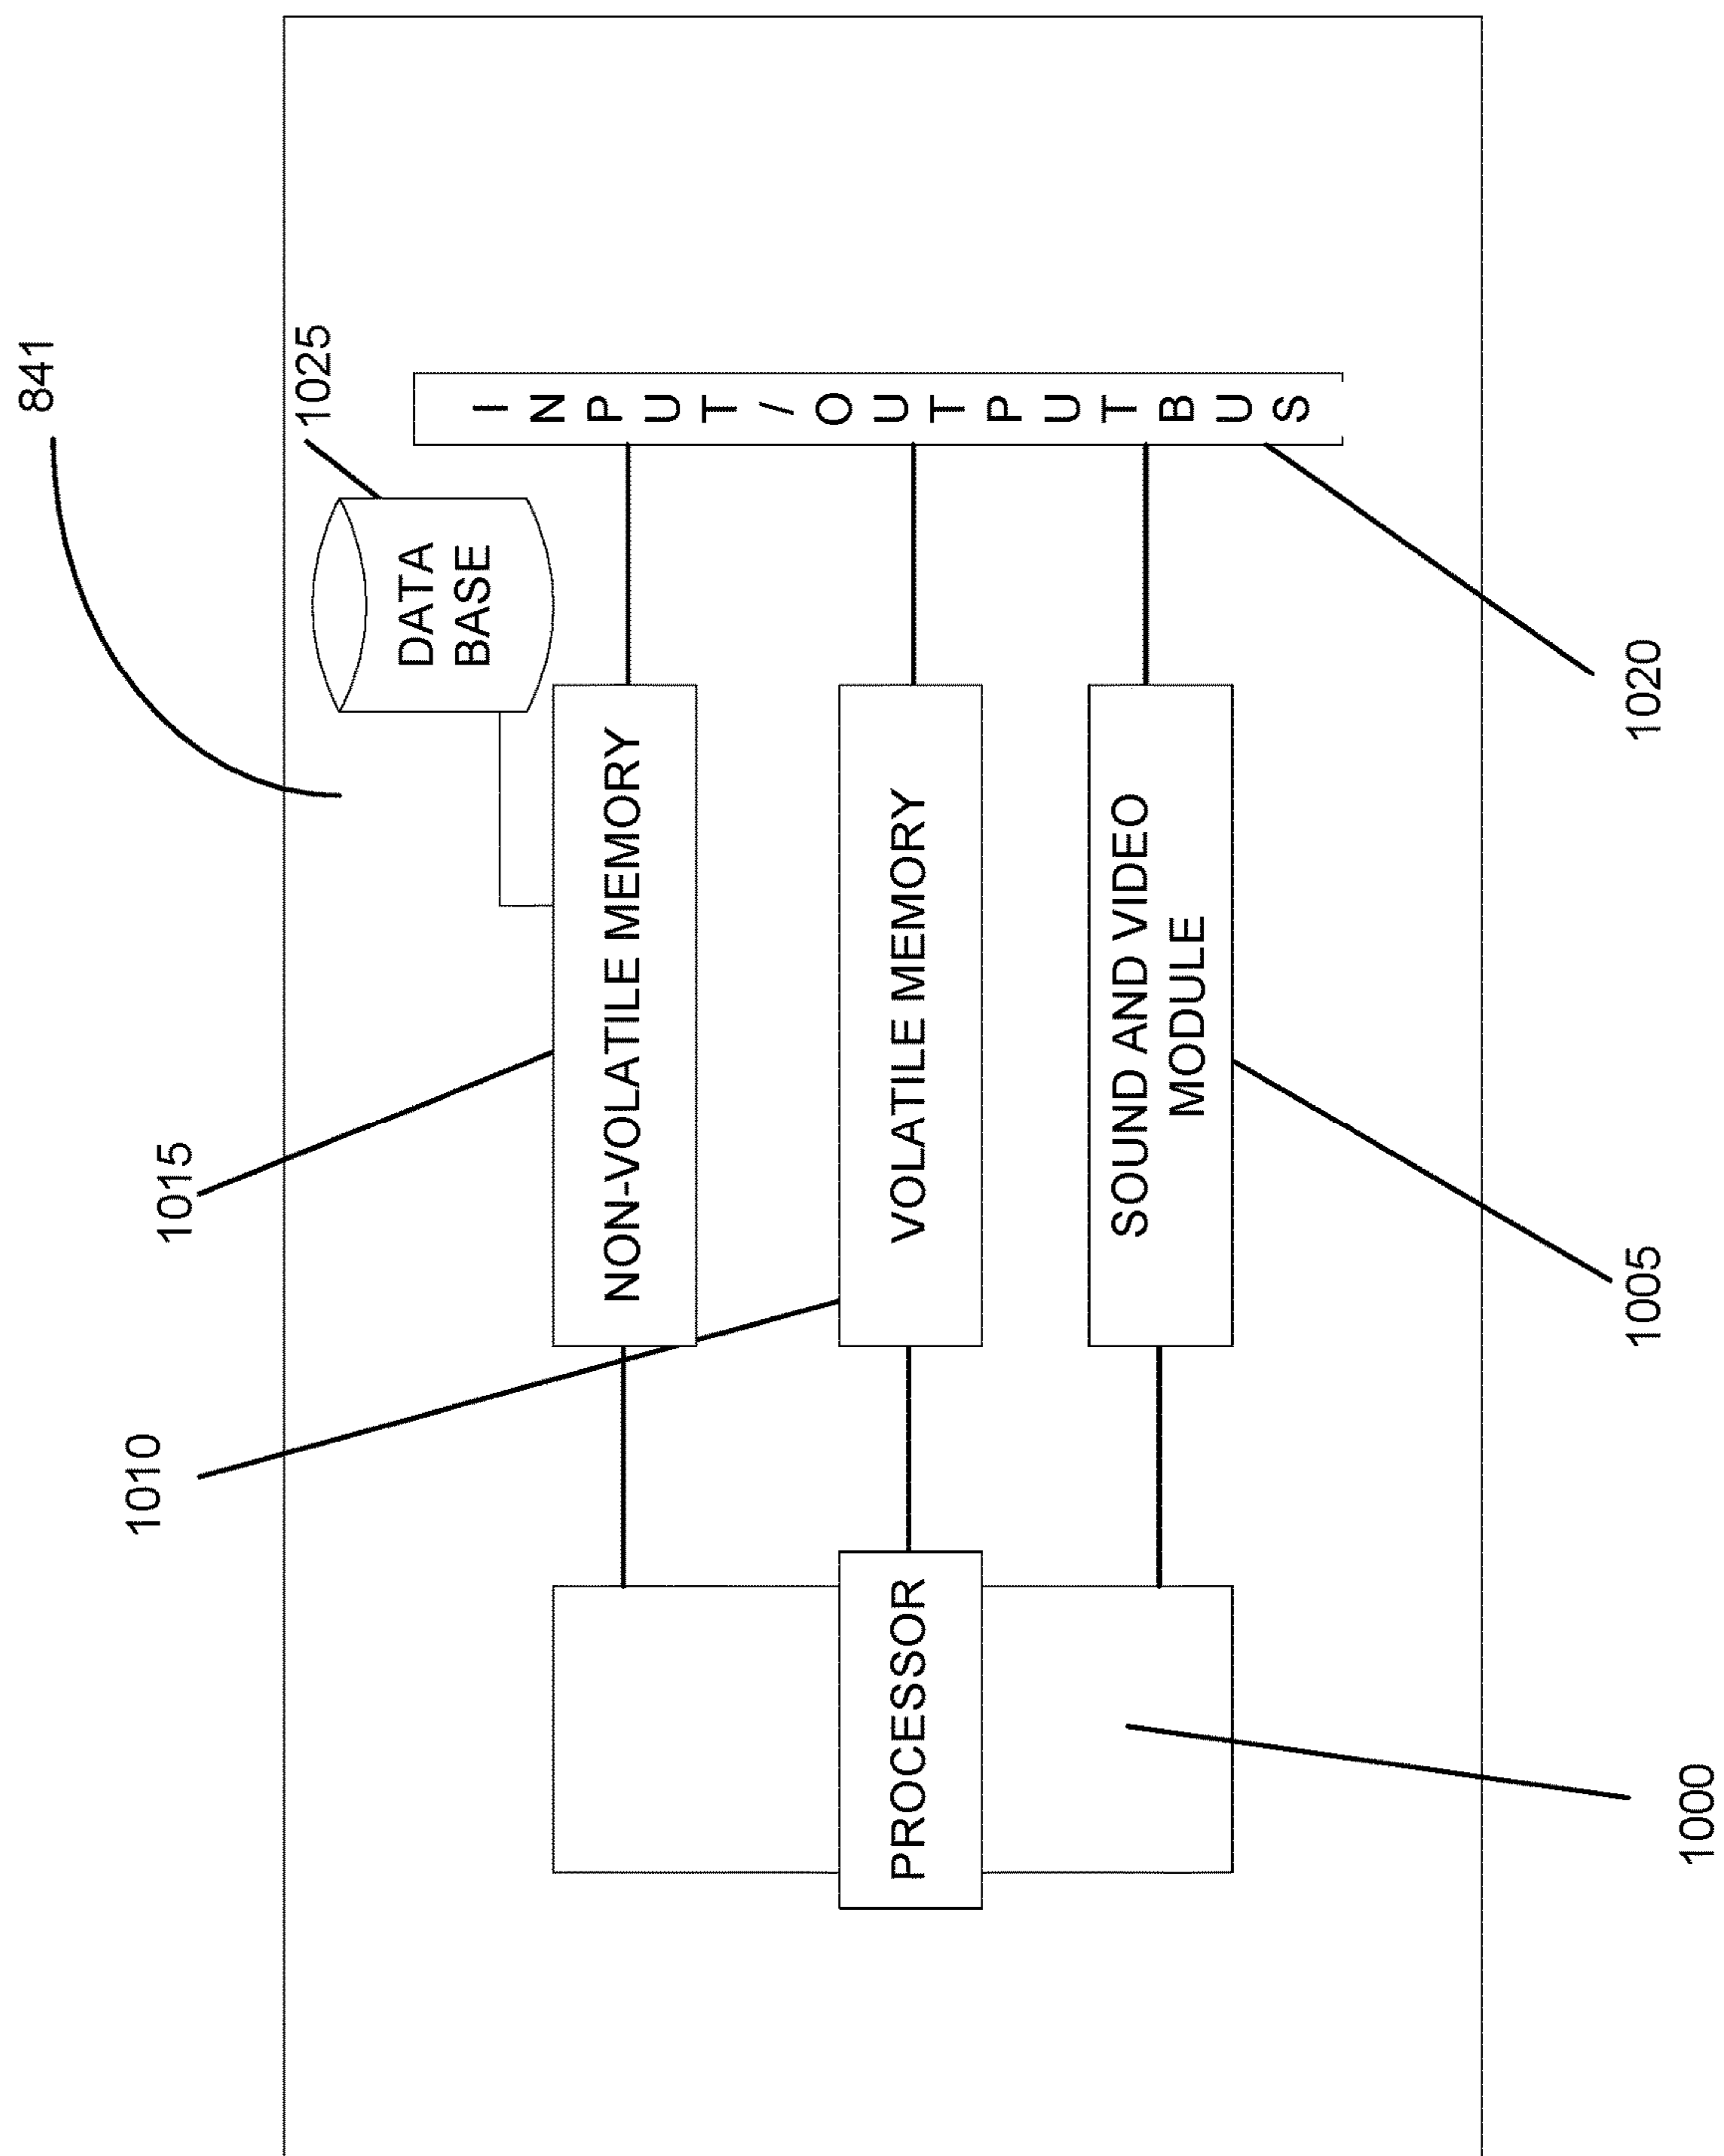 841
1010
1015
1025
DATA
BASE
INPUT/OUTPUT BUS
NON-VOLATILE MEMORY
PROCESSOR
VOLATILE MEMORY
SOUND AND VIDEO
MODULE
1005
1020
1000